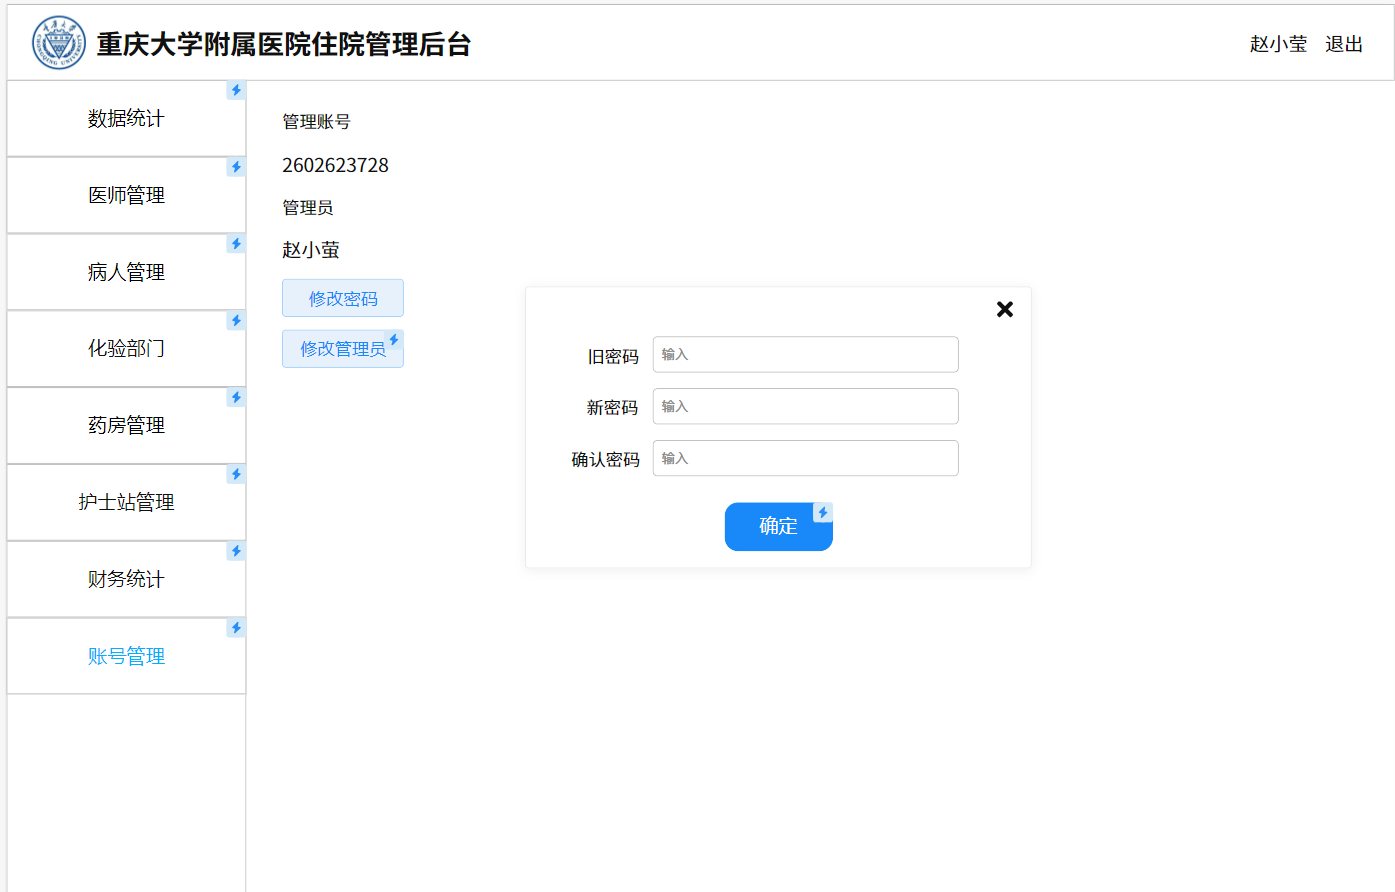 重庆大学附属医院住院管理后台
赵小莹 退出
数据统计
医师管理
病人管理
化验部门
药房管理
护士站管理
财务统计
账号管理
管理账号
2602623728
管理员
赵小萤
修改密码
修改管理员
旧密码 输入
新密码 输入
确认密码 输入
确定